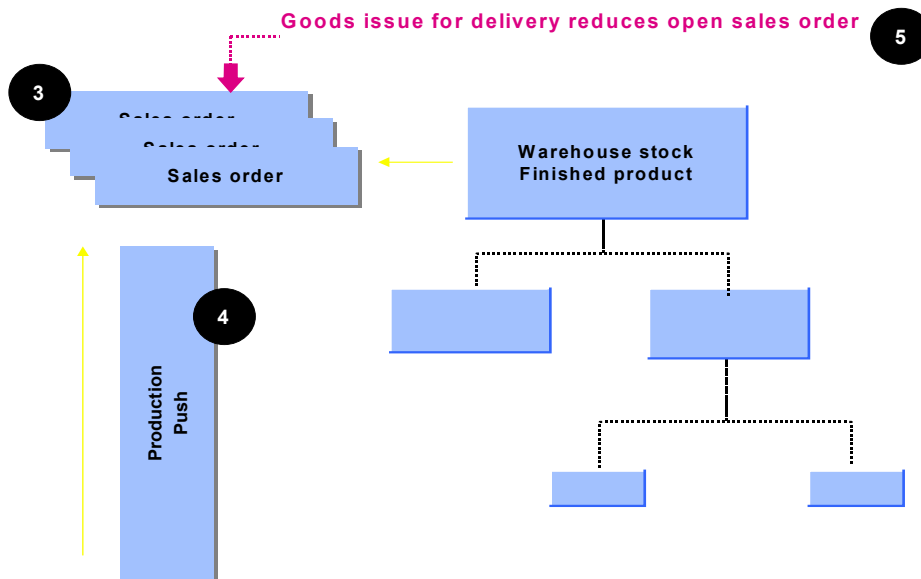 Goods issue for delivery reduces open sales order
5
3
Sales order
Sales order
Sales order
Warehouse stock
Finished product
4
Production
Push